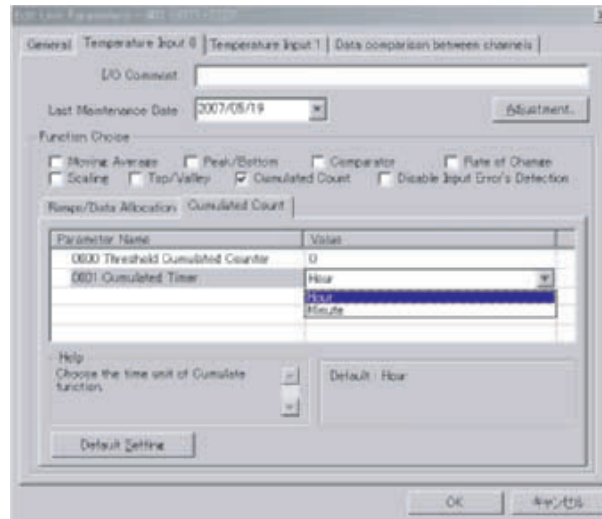 Edit Unit Parameters -
General Temperature Input 0 Temperature Input 1 Data comparison between channels
I/O Comment
Last Maintenance Date 2007/05/19 Adjustment.
Function Choice
Moving Average Peak/Bottom Comparator Rate of Change
Scaling Top/Valley Cumulated Count Disable Input Error's Detection
Range/Data Allocation Cumulated Count
Parameter Name Value
0800 Threshold Cumulated Counter 0
0801 Cumulated Timer Hour
Hour
Minute
Help
Choose the time unit of Cumulate
function.
Default : Hour
Default Setting
OK キャンセル